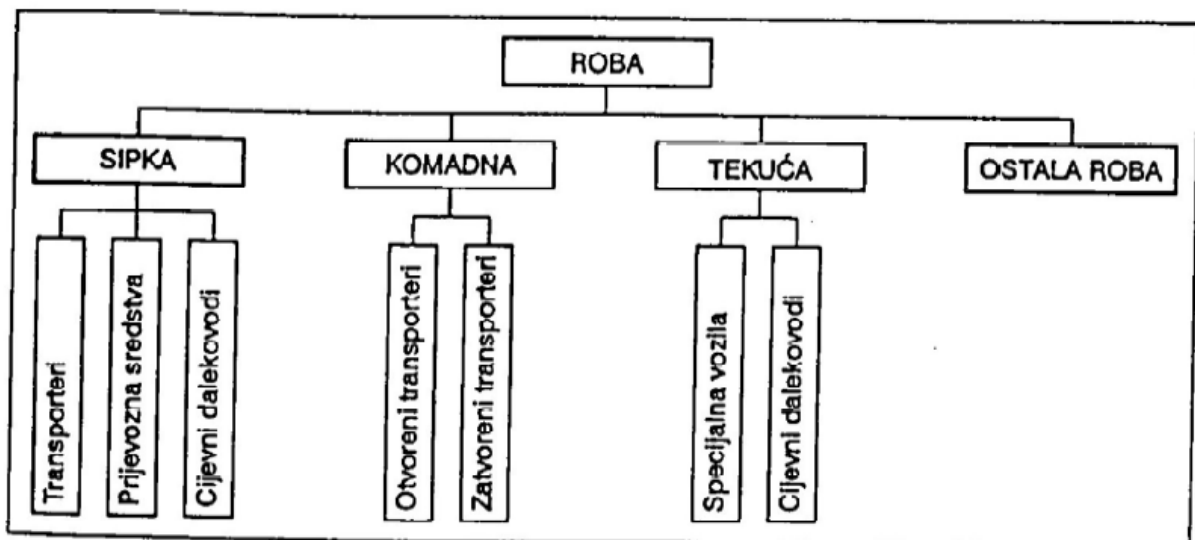 ROBA
SIPKA
KOMADNA
TEKUĆA
OSTALA ROBA
Transporteri
Prijevozna sredstva
Cijevni dalekovodi
Otvoreni transporteri
Zatvoreni transporteri
Specijalna vozila
Cijevni dalekovodi